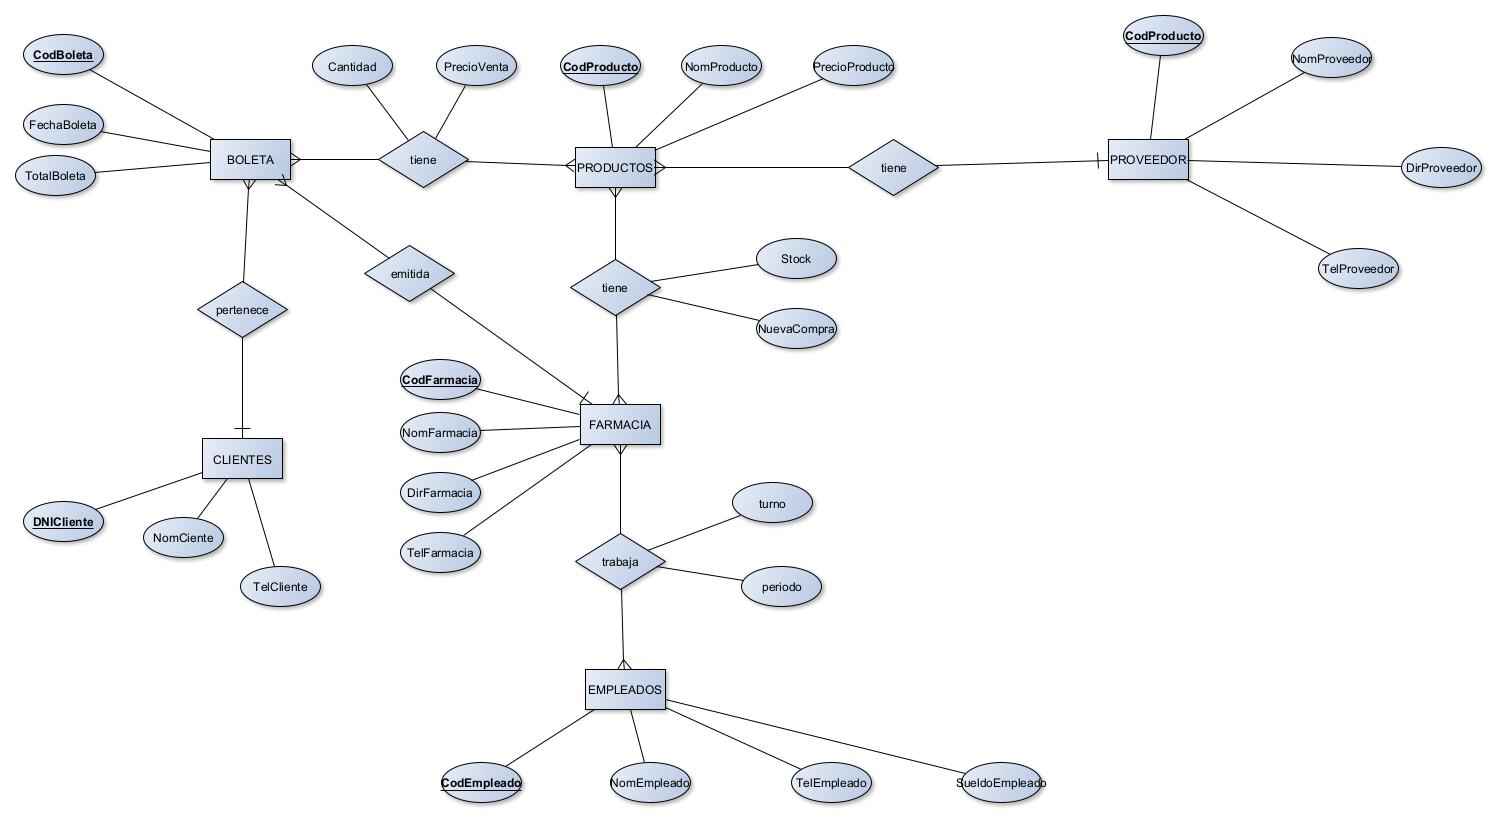 CodBoleta
FechaBoleta
TotalBoleta
BOLETA
Cantidad
PrecioVenta
tiene
CodProducto
NomProducto
PrecioProducto
PRODUCTOS
tiene
CodProducto
NomProveedor
PROVEEDOR
DirProveedor
TelProveedor
emitida
pertenece
tiene
Stock
NuevaCompra
CodFarmacia
NomFarmacia
DirFarmacia
TelFarmacia
FARMACIA
CLIENTES
DNICliente
NomCiente
TelCliente
turno
trabaja
periodo
EMPLEADOS
CodEmpleado
NomEmpleado
TelEmpleado
SueldoEmpleado